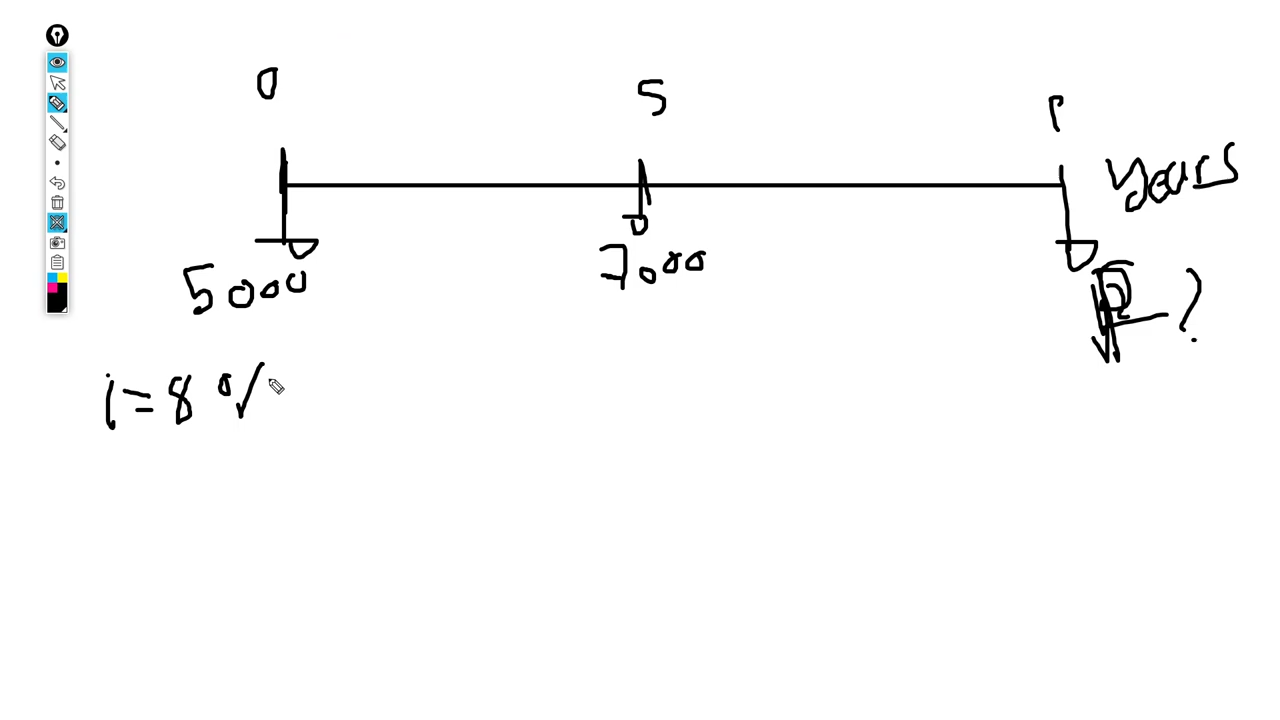 0 5
years
5000 7000
?
i = 8 %